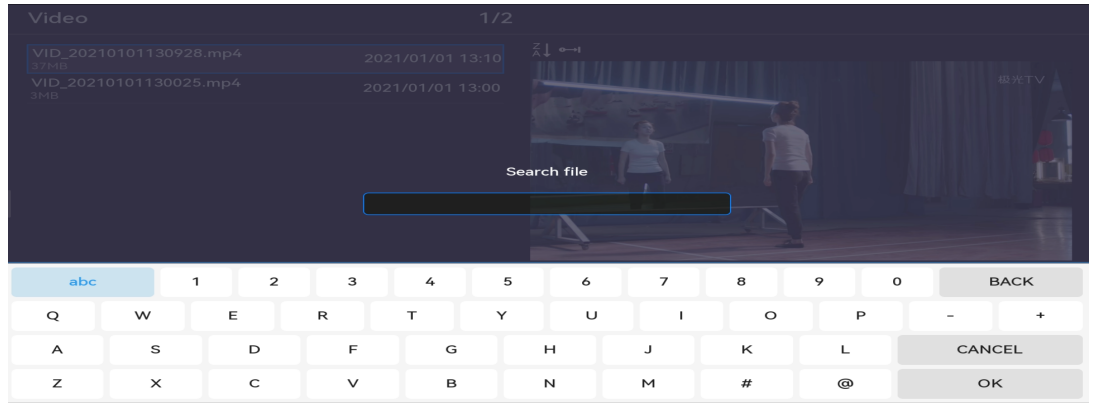 Video 1/2
VID_20210101130928.mp4 2021/01/01 13:10
37MB
VID_20210101130025.mp4 2021/01/01 13:00
3MB
Z
A
极光TV
Search file
abc 1 2 3 4 5 6 7 8 9 0 BACK
Q W E R T Y U I O P - +
A S D F G H J K L CANCEL
Z X C V B N M # @ OK